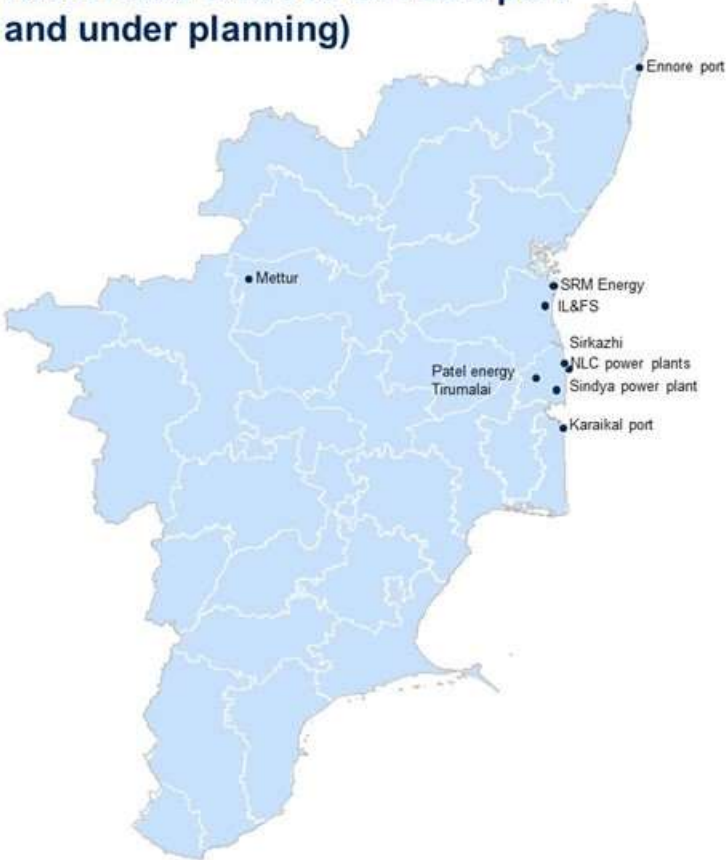 and under planning)
Ennore port
Mettur
SRM Energy
IL&FS
Sirkazhi
NLC power plants
Patel energy
Tirumalai
Sindya power plant
Karaikal port